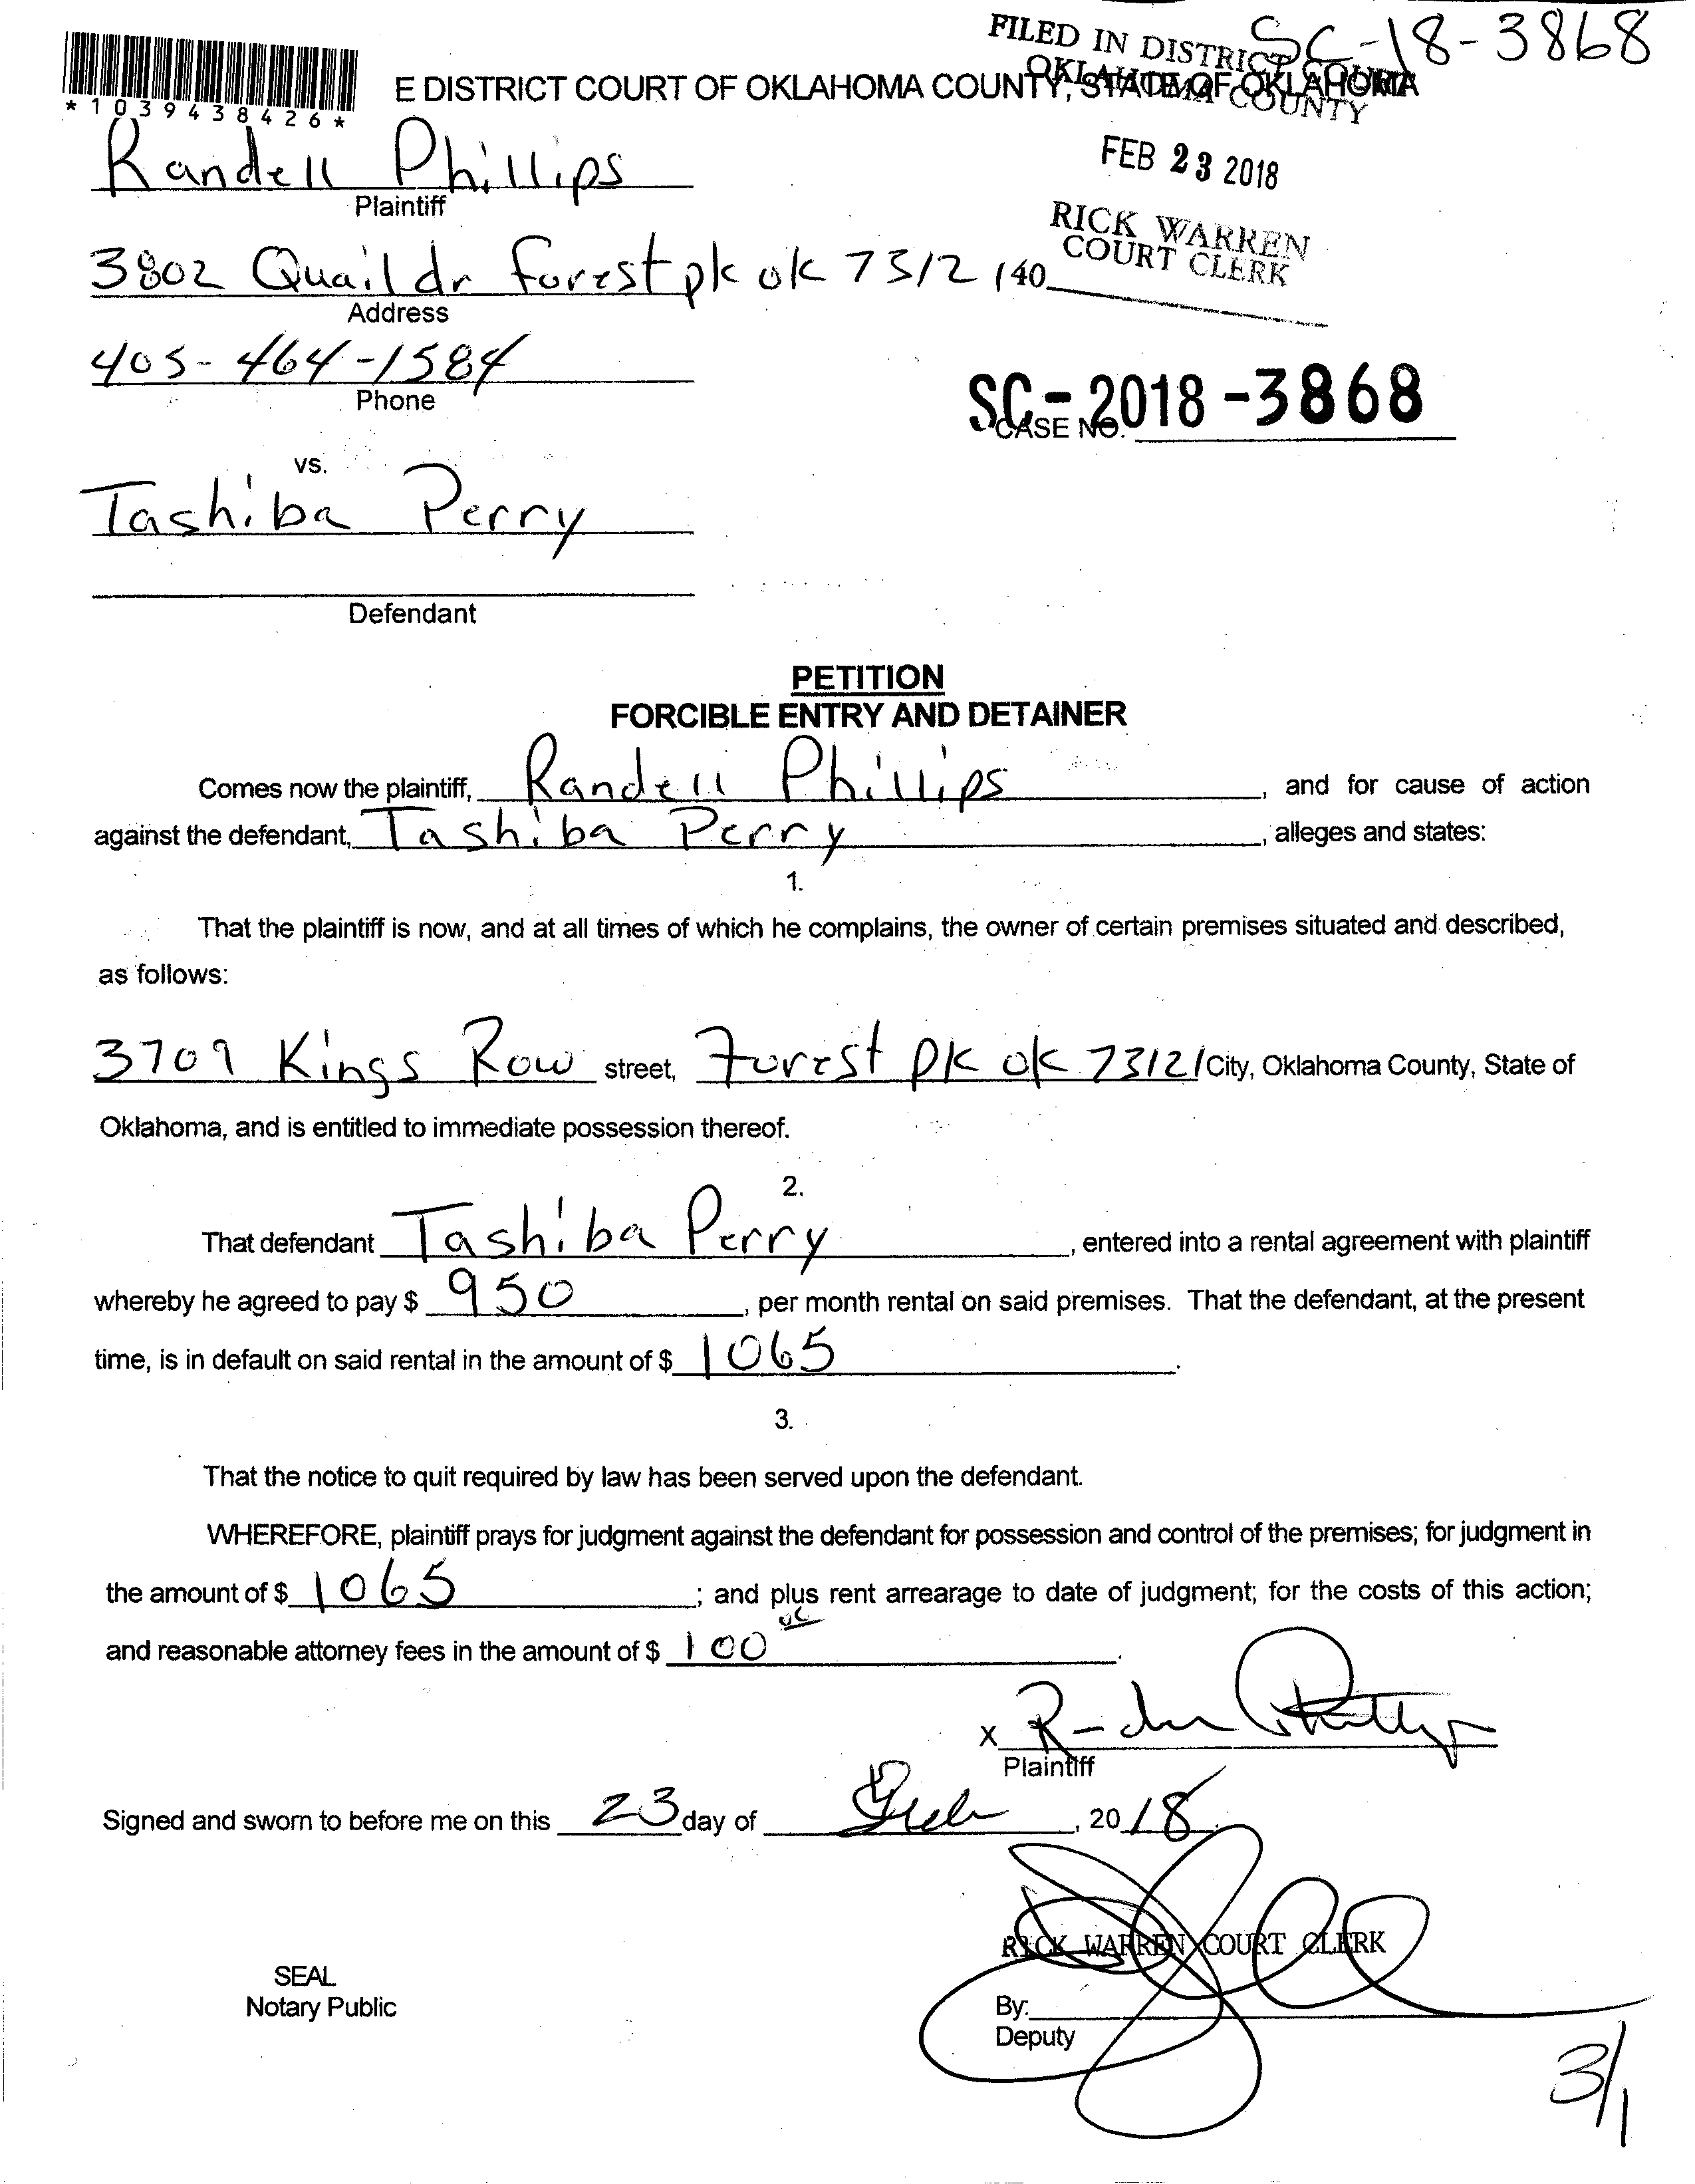 SC-18-3868
FILED IN DISTRICT COURT
OKLAHOMA COUNTY
E DISTRICT COURT OF OKLAHOMA COUNTY, STATE OF OKLAHOMA
*1039438426*
FEB 23 2018
Randell Phillips
Plaintiff
RICK WARREN
COURT CLERK
3802 Quail dr Forest pk ok 73121
40
Address
405-464-1584
Phone
SC-2018-3868
CASE NO.
vs.
Tashiba Perry
Defendant
PETITION
FORCIBLE ENTRY AND DETAINER
Comes now the plaintiff, Randell Phillips, and for cause of action
against the defendant, Tashiba Perry, alleges and states:
1.
That the plaintiff is now, and at all times of which he complains, the owner of certain premises situated and described,
as follows:
3709 Kings Row street, Forest pk ok 73121 City, Oklahoma County, State of
Oklahoma, and is entitled to immediate possession thereof.
2.
That defendant Tashiba Perry, entered into a rental agreement with plaintiff
whereby he agreed to pay $ 950, per month rental on said premises. That the defendant, at the present
time, is in default on said rental in the amount of $ 1065.
3.
That the notice to quit required by law has been served upon the defendant.
WHEREFORE, plaintiff prays for judgment against the defendant for possession and control of the premises; for judgment in
the amount of $ 1065; and plus rent arrearage to date of judgment; for the costs of this action;
and reasonable attorney fees in the amount of $ 100 00.
X Randell Phillips
Plaintiff
Signed and sworn to before me on this 23 day of Feb, 2018.
RICK WARREN COURT CLERK
SEAL
Notary Public
By:
Deputy
3/1